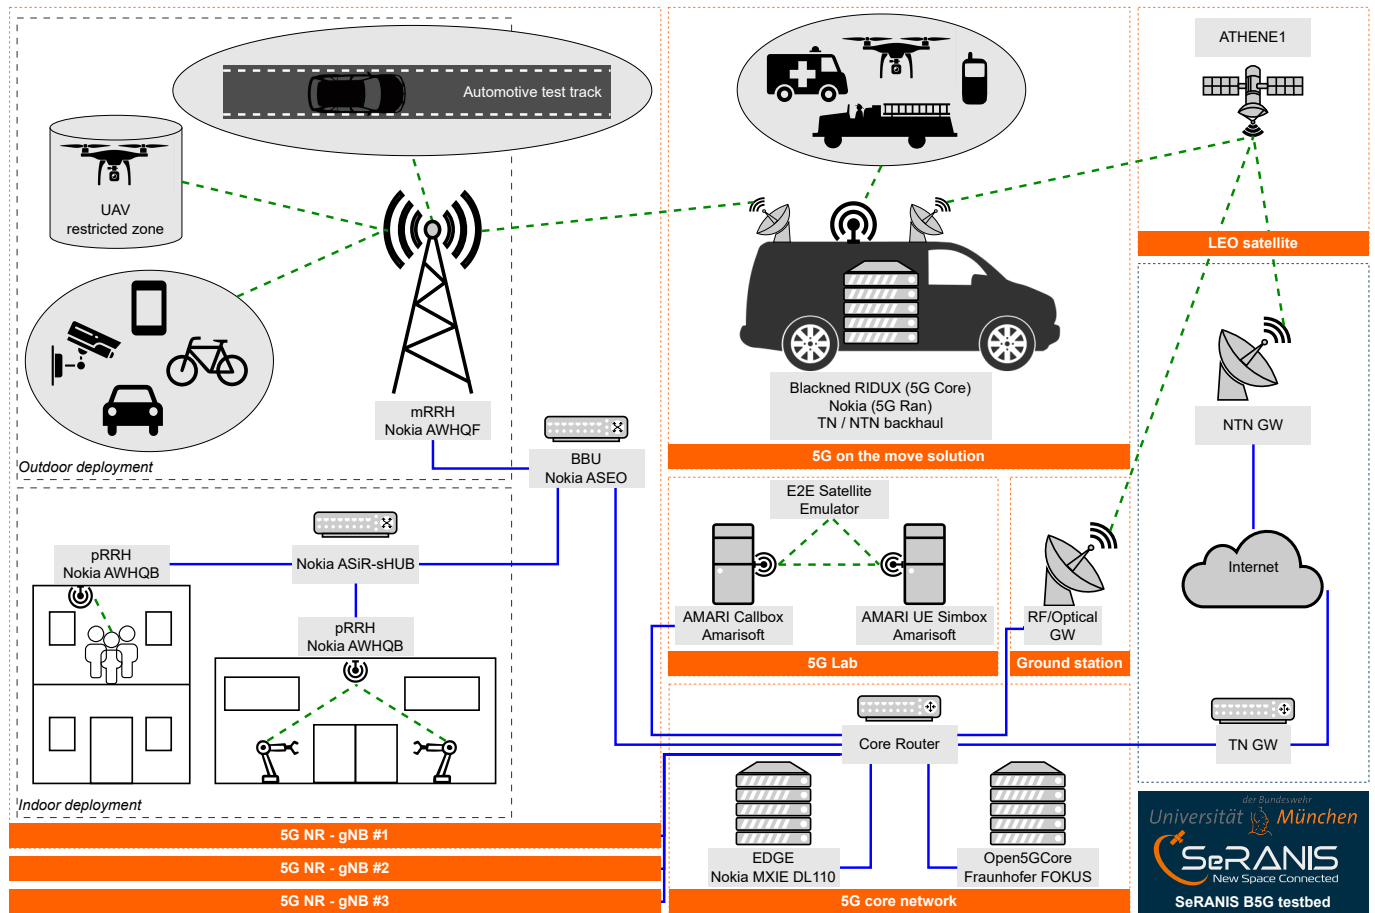 Automotive test track
UAV
restricted zone
mRRH
Nokia AWHQF
Outdoor deployment
BBU
Nokia ASEO
pRRH
Nokia AWHQB
Nokia ASiR-sHUB
pRRH
Nokia AWHQB
Indoor deployment
5G NR - gNB #1
5G NR - gNB #2
5G NR - gNB #3
Blackned RIDUX (5G Core)
Nokia (5G Ran)
TN / NTN backhaul
5G on the move solution
E2E Satellite
Emulator
AMARI Callbox
Amarisoft
AMARI UE Simbox
Amarisoft
5G Lab
RF/Optical
GW
Ground station
Core Router
EDGE
Nokia MXIE DL110
Open5GCore
Fraunhofer FOKUS
5G core network
ATHENE1
LEO satellite
NTN GW
Internet
TN GW
der Bundeswehr
Universität München
SeRANIS
New Space Connected
SeRANIS B5G testbed